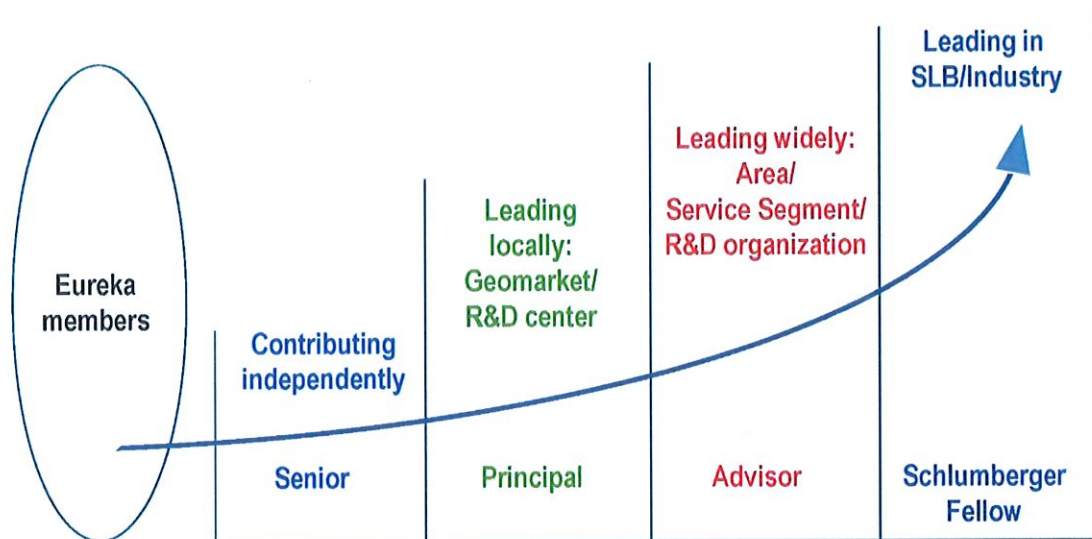 Eureka
members
Contributing
independently
Senior
Leading
locally:
Geomarket/
R&D center
Principal
Leading widely:
Area/
Service Segment/
R&D organization
Advisor
Leading in
SLB/Industry
Schlumberger
Fellow